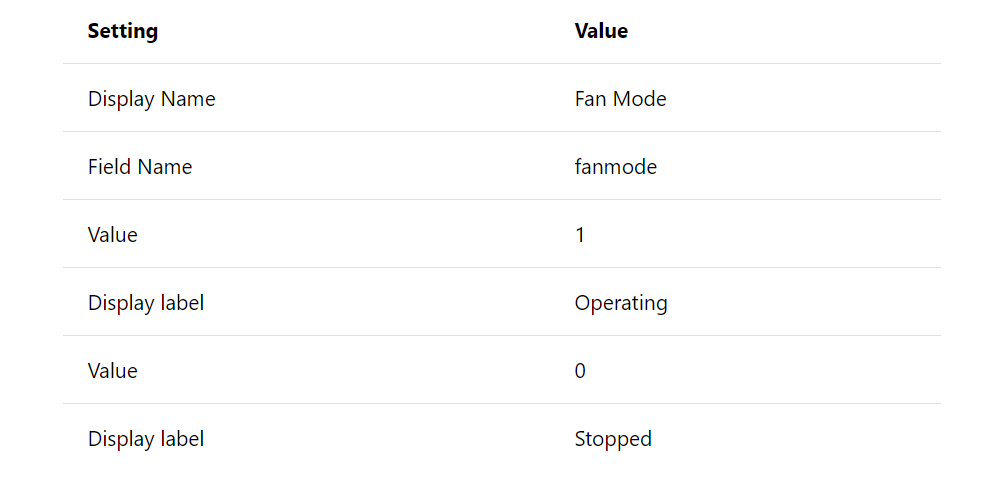 Setting Value
Display Name Fan Mode
Field Name fanmode
Value 1
Display label Operating
Value 0
Display label Stopped